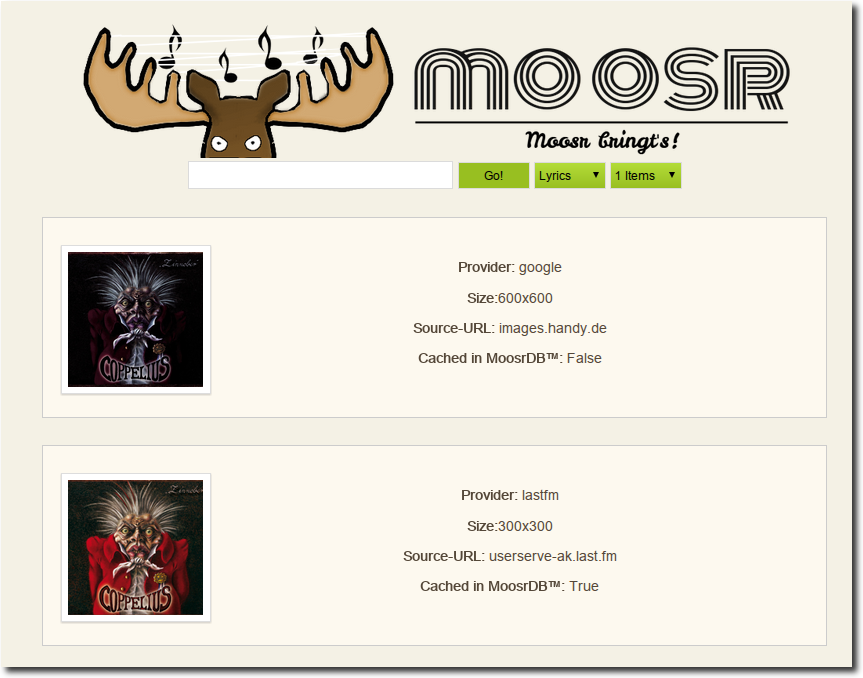 MOOSR
Moosr bringt's!
Go! Lyrics 1 Items
Zinnober
COPPELIUS
Provider: google
Size:600x600
Source-URL: images.handy.de
Cached in MoosrDB™: False
Zinnober
COPPELIUS
Provider: lastfm
Size:300x300
Source-URL: userserve-ak.last.fm
Cached in MoosrDB™: True